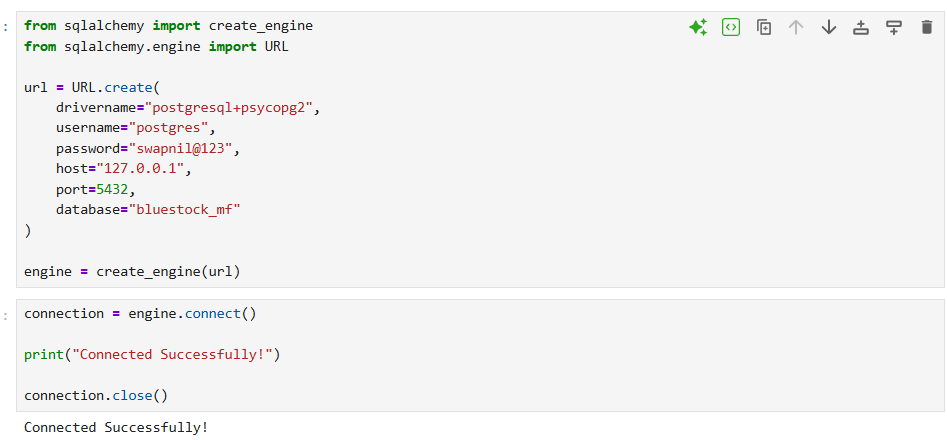 :
from sqlalchemy import create_engine
from sqlalchemy.engine import URL

url = URL.create(
    drivername="postgresql+psycopg2",
    username="postgres",
    password="swapnil@123",
    host="127.0.0.1",
    port=5432,
    database="bluestock_mf"
)

engine = create_engine(url)
:
connection = engine.connect()

print("Connected Successfully!")

connection.close()
Connected Successfully!